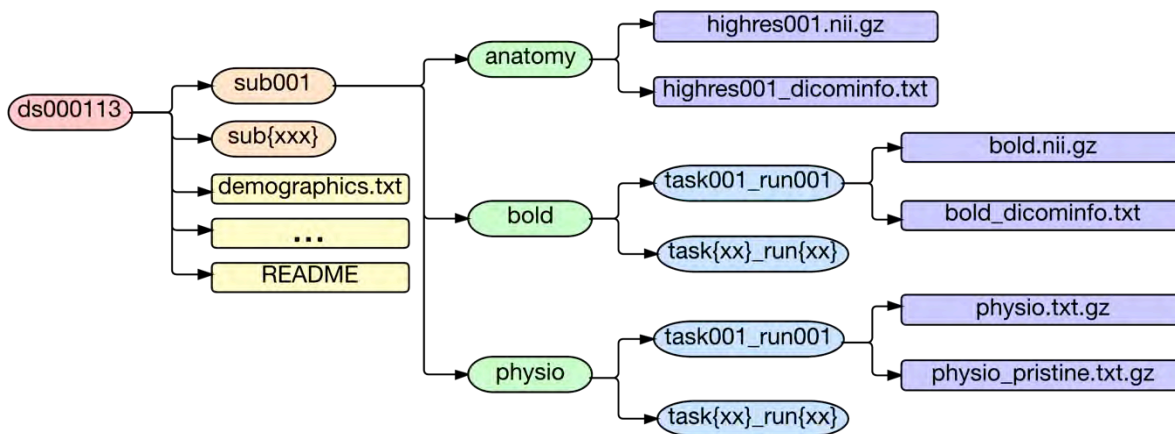 ds000113
sub001
sub{xxx}
demographics.txt
...
README
anatomy
bold
physio
highres001.nii.gz
highres001_dicominfo.txt
task001_run001
task{xx}_run{xx}
task001_run001
task{xx}_run{xx}
bold.nii.gz
bold_dicominfo.txt
physio.txt.gz
physio_pristine.txt.gz